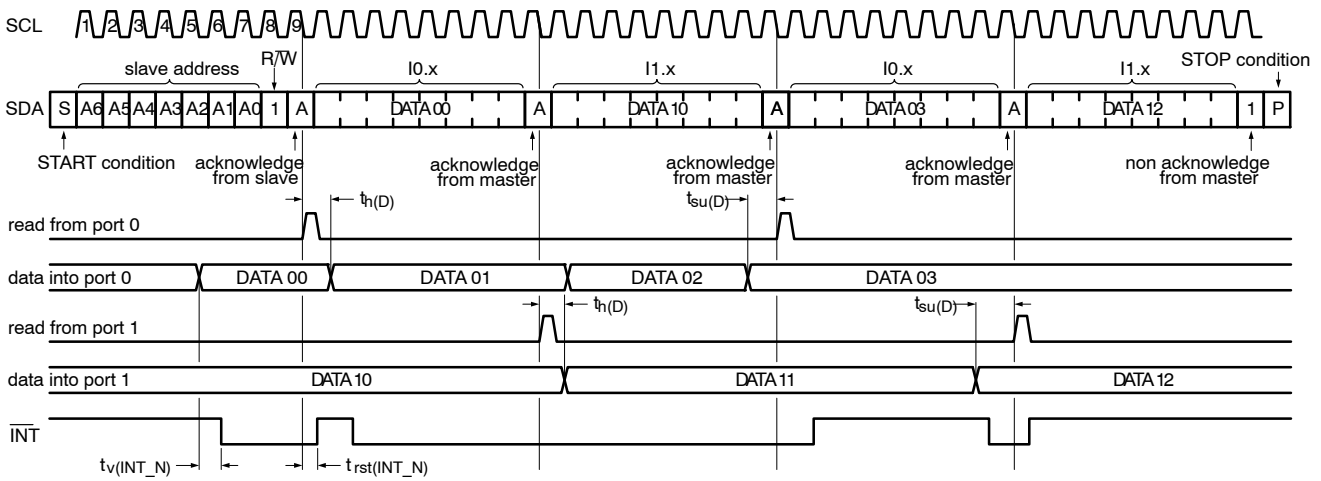 SCL 1 2 3 4 5 6 7 8 9
R/W
STOP condition
slave address I0.x I1.x I0.x I1.x
SDA S A6 A5 A4 A3 A2 A1 A0 1 A DATA 00 A DATA 10 A DATA 03 A DATA 12 1 P
START condition
acknowledge
from slave
acknowledge
from master
acknowledge
from master
acknowledge
from master
non acknowledge
from master
th(D)
tsu(D)
read from port 0
data into port 0 DATA 00 DATA 01 DATA 02 DATA 03
th(D)
tsu(D)
read from port 1
data into port 1 DATA 10 DATA 11 DATA 12
INT
tv(INT_N)
trst(INT_N)